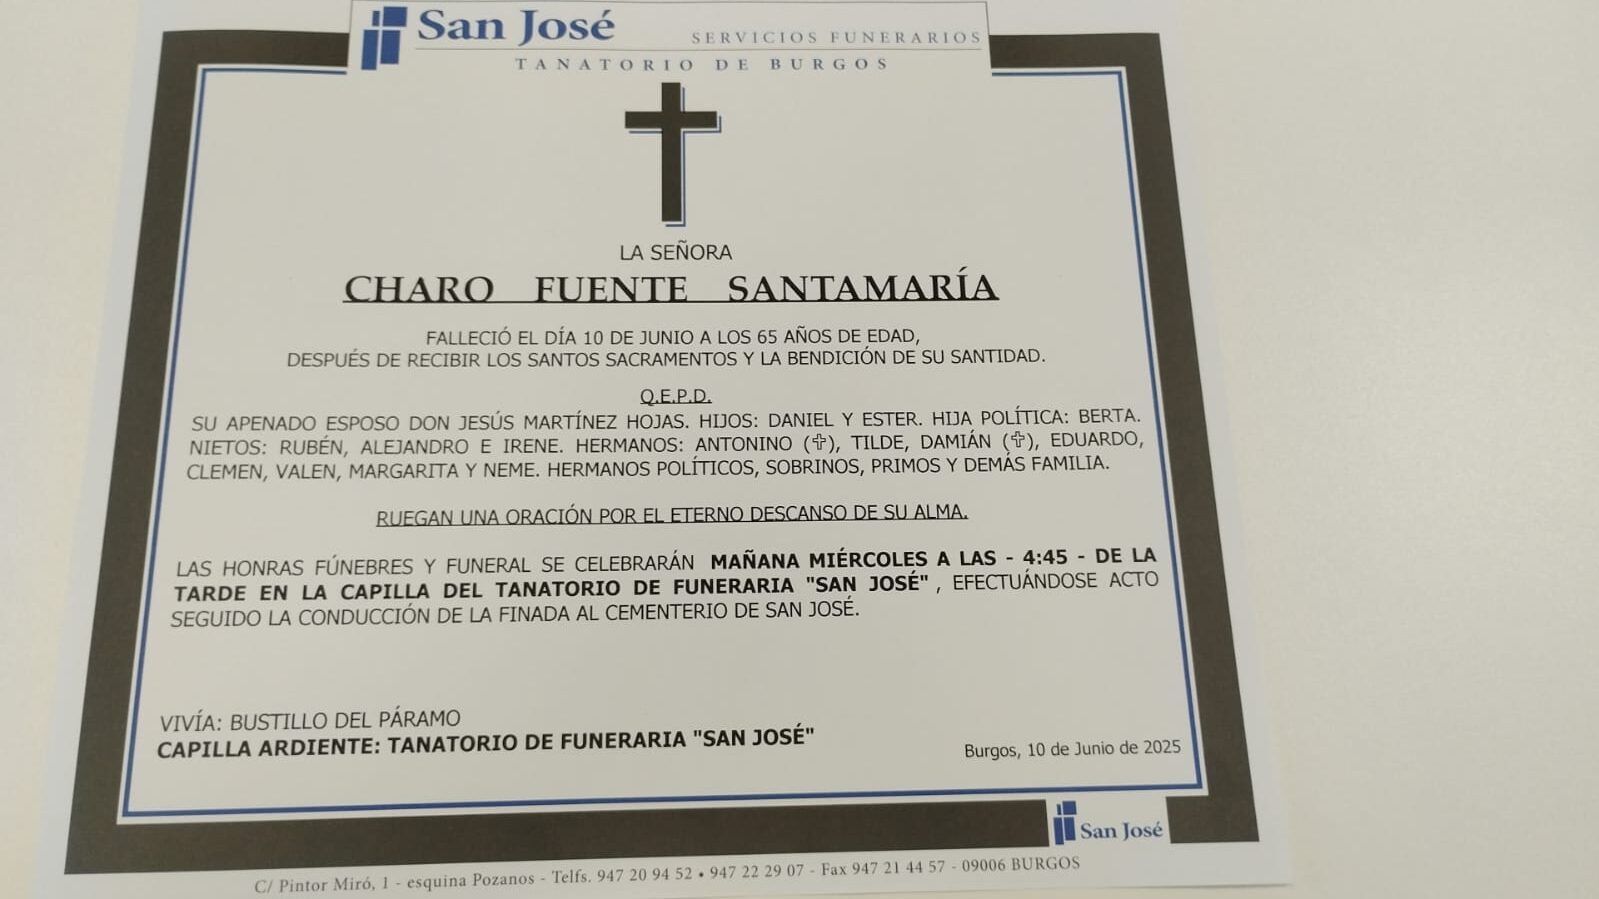 San José
SERVICIOS FUNERARIOS
TANATORIO DE BURGOS
LA SEÑORA
CHARO FUENTE SANTAMARÍA
FALLECIÓ EL DÍA 10 DE JUNIO A LOS 65 AÑOS DE EDAD,
DESPUÉS DE RECIBIR LOS SANTOS SACRAMENTOS Y LA BENDICIÓN DE SU SANTIDAD.
Q.E.P.D.
SU APENADO ESPOSO DON JESÚS MARTÍNEZ HOJAS. HIJOS: DANIEL Y ESTER. HIJA POLÍTICA: BERTA.
NIETOS: RUBÉN, ALEJANDRO E IRENE. HERMANOS: ANTONINO (✞), TILDE, DAMIÁN (✞), EDUARDO,
CLEMEN, VALEN, MARGARITA Y NEME. HERMANOS POLÍTICOS, SOBRINOS, PRIMOS Y DEMÁS FAMILIA.
RUEGAN UNA ORACIÓN POR EL ETERNO DESCANSO DE SU ALMA.
LAS HONRAS FÚNEBRES Y FUNERAL SE CELEBRARÁN MAÑANA MIÉRCOLES A LAS - 4:45 - DE LA
TARDE EN LA CAPILLA DEL TANATORIO DE FUNERARIA "SAN JOSÉ" , EFECTUÁNDOSE ACTO
SEGUIDO LA CONDUCCIÓN DE LA FINADA AL CEMENTERIO DE SAN JOSÉ.
VIVÍA: BUSTILLO DEL PÁRAMO
CAPILLA ARDIENTE: TANATORIO DE FUNERARIA "SAN JOSÉ"
Burgos, 10 de Junio de 2025
San José
C/ Pintor Miró, 1 - esquina Pozanos - Telfs. 947 20 94 52 • 947 22 29 07 - Fax 947 21 44 57 - 09006 BURGOS